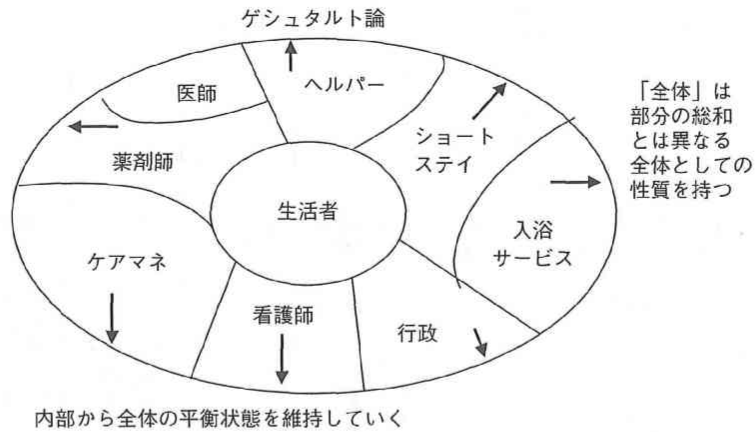 ゲシュタルト論
医師
ヘルパー
薬剤師
ショート
ステイ
「全体」は
部分の総和
とは異なる
全体としての
性質を持つ
生活者
入浴
サービス
ケアマネ
看護師
行政
内部から全体の平衡状態を維持していく